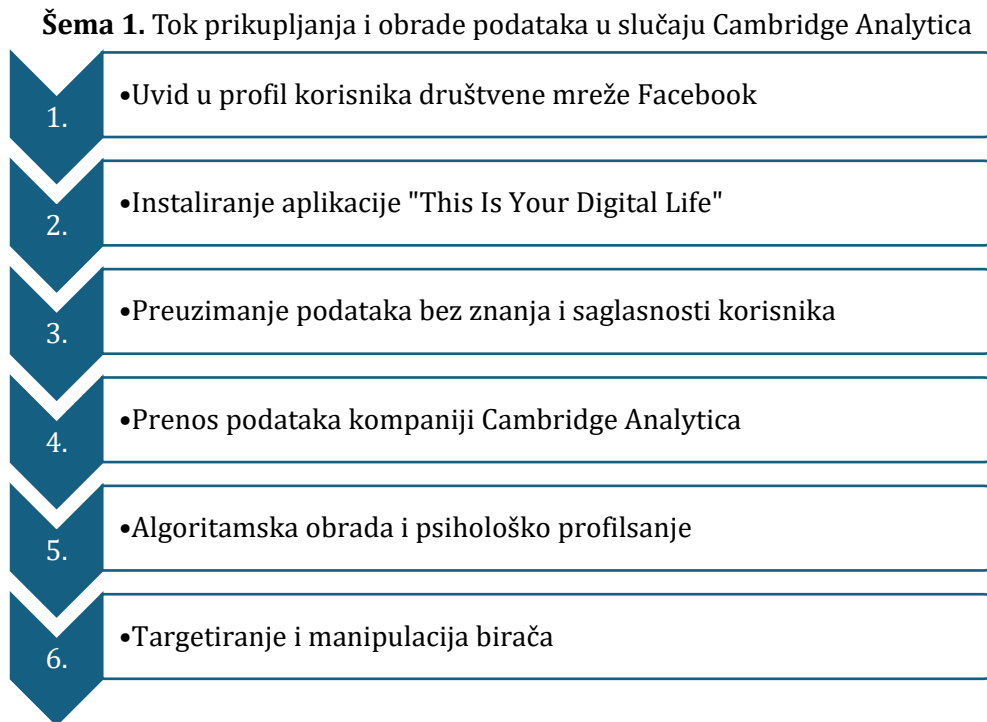 Šema 1. Tok prikupljanja i obrade podataka u slučaju Cambridge Analytica
1.
•Uvid u profil korisnika društvene mreže Facebook
2.
•Instaliranje aplikacije "This Is Your Digital Life"
3.
•Preuzimanje podataka bez znanja i saglasnosti korisnika
4.
•Prenos podataka kompaniji Cambridge Analytica
5.
•Algoritamska obrada i psihološko profilsanje
6.
•Targetiranje i manipulacija birača